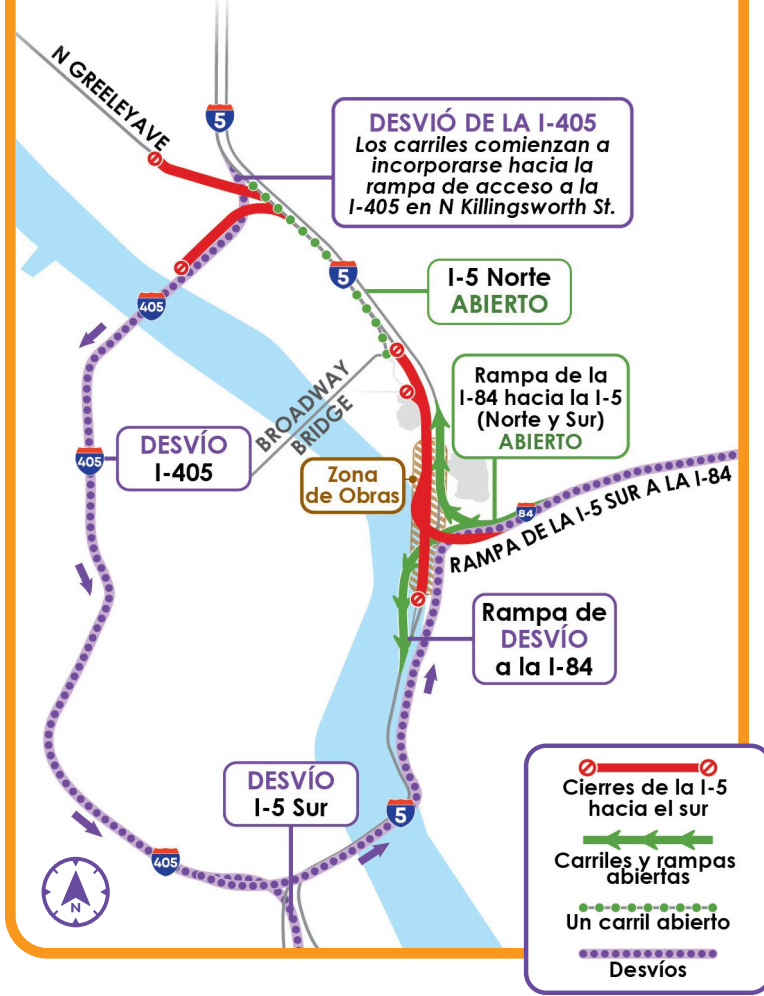 N GREELEY AVE
5
DESVIÓ DE LA I-405
Los carriles comienzan a
incorporarse hacia la
rampa de acceso a la
I-405 en N Killingsworth St.
5
I-5 Norte
ABIERTO
405
BROADWAY
BRIDGE
Rampa de la
I-84 hacia la I-5
(Norte y Sur)
ABIERTO
DESVÍO
I-405
405
Zona
de Obras
84
RAMPA DE LA I-5 SUR A LA I-84
Rampa de
DESVÍO
a la I-84
DESVÍO
I-5 Sur
5
405
N
Cierres de la I-5
hacia el sur
Carriles y rampas
abiertas
Un carril abierto
Desvíos